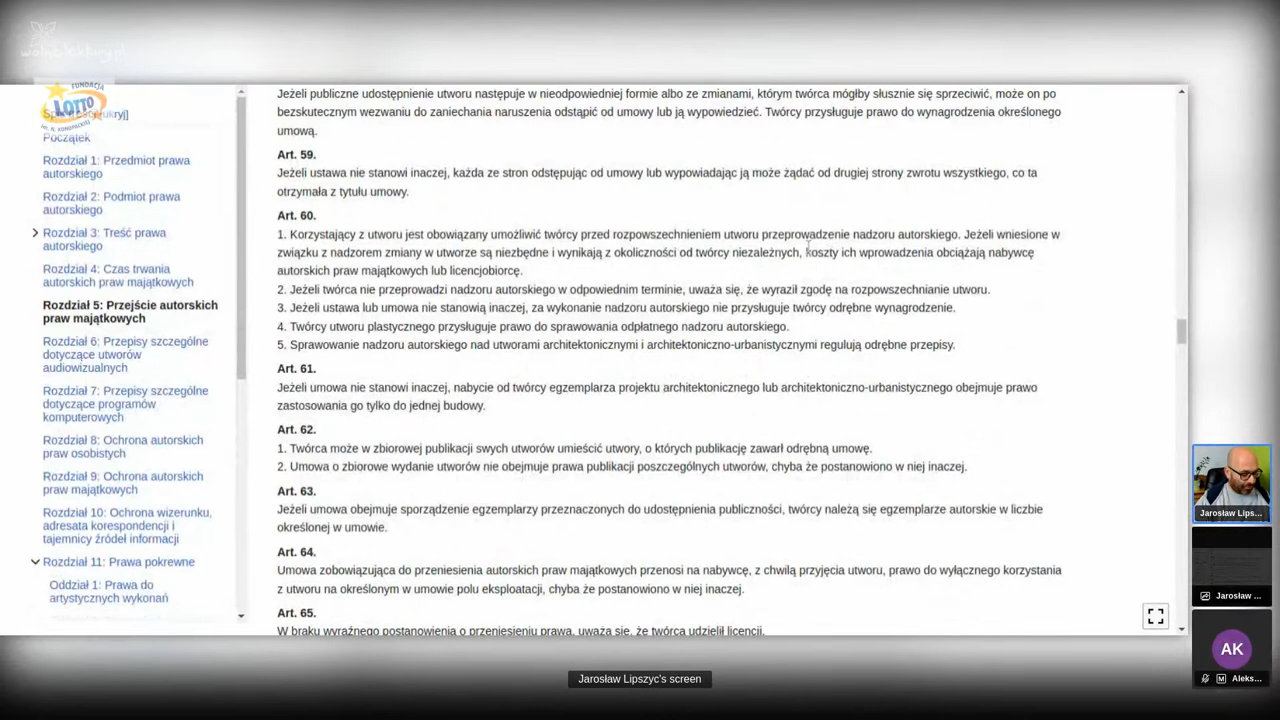 wolnelektury.pl
FUNDACJA
LOTTO
IM. H. KONOPACKIEJ
Początek
Rozdział 1: Przedmiot prawa
autorskiego
Rozdział 2: Podmiot prawa
autorskiego
Rozdział 3: Treść prawa
autorskiego
Rozdział 4: Czas trwania
autorskich praw majątkowych
Rozdział 5: Przejście autorskich
praw majątkowych
Rozdział 6: Przepisy szczególne
dotyczące utworów
audiowizualnych
Rozdział 7: Przepisy szczególne
dotyczące programów
komputerowych
Rozdział 8: Ochrona autorskich
praw osobistych
Rozdział 9: Ochrona autorskich
praw majątkowych
Rozdział 10: Ochrona wizerunku,
adresata korespondencji i
tajemnicy źródeł informacji
Rozdział 11: Prawa pokrewne
Oddział 1: Prawa do
artystycznych wykonań
Jeżeli publiczne udostępnienie utworu następuje w nieodpowiedniej formie albo ze zmianami, którym twórca mógłby słusznie się sprzeciwić, może on po
bezskutecznym wezwaniu do zaniechania naruszenia odstąpić od umowy lub ją wypowiedzieć. Twórcy przysługuje prawo do wynagrodzenia określonego
umową.
Art. 59.
Jeżeli ustawa nie stanowi inaczej, każda ze stron odstępując od umowy lub wypowiadając ją może żądać od drugiej strony zwrotu wszystkiego, co ta
otrzymała z tytułu umowy.
Art. 60.
1. Korzystający z utworu jest obowiązany umożliwić twórcy przed rozpowszechnieniem utworu przeprowadzenie nadzoru autorskiego. Jeżeli wniesione w
związku z nadzorem zmiany w utworze są niezbędne i wynikają z okoliczności od twórcy niezależnych, koszty ich wprowadzenia obciążają nabywcę
autorskich praw majątkowych lub licencjobiorcę.
2. Jeżeli twórca nie przeprowadzi nadzoru autorskiego w odpowiednim terminie, uważa się, że wyraził zgodę na rozpowszechnianie utworu.
3. Jeżeli ustawa lub umowa nie stanowią inaczej, za wykonanie nadzoru autorskiego nie przysługuje twórcy odrębne wynagrodzenie.
4. Twórcy utworu plastycznego przysługuje prawo do sprawowania odpłatnego nadzoru autorskiego.
5. Sprawowanie nadzoru autorskiego nad utworami architektonicznymi i architektoniczno-urbanistycznymi regulują odrębne przepisy.
Art. 61.
Jeżeli umowa nie stanowi inaczej, nabycie od twórcy egzemplarza projektu architektonicznego lub architektoniczno-urbanistycznego obejmuje prawo
zastosowania go tylko do jednej budowy.
Art. 62.
1. Twórca może w zbiorowej publikacji swych utworów umieścić utwory, o których publikację zawarł odrębną umowę.
2. Umowa o zbiorowe wydanie utworów nie obejmuje prawa publikacji poszczególnych utworów, chyba że postanowiono w niej inaczej.
Art. 63.
Jeżeli umowa obejmuje sporządzenie egzemplarzy przeznaczonych do udostępnienia publiczności, twórcy należą się egzemplarze autorskie w liczbie
określonej w umowie.
Art. 64.
Umowa zobowiązująca do przeniesienia autorskich praw majątkowych przenosi na nabywcę, z chwilą przyjęcia utworu, prawo do wyłącznego korzystania
z utworu na określonym w umowie polu eksploatacji, chyba że postanowiono w niej inaczej.
Art. 65.
W braku wyraźnego postanowienia o przeniesieniu prawa, uważa się, że twórca udzielił licencji.
Jarosław Lips...
Jarosław ...
AK
Aleks...
Jarosław Lipszyc's screen